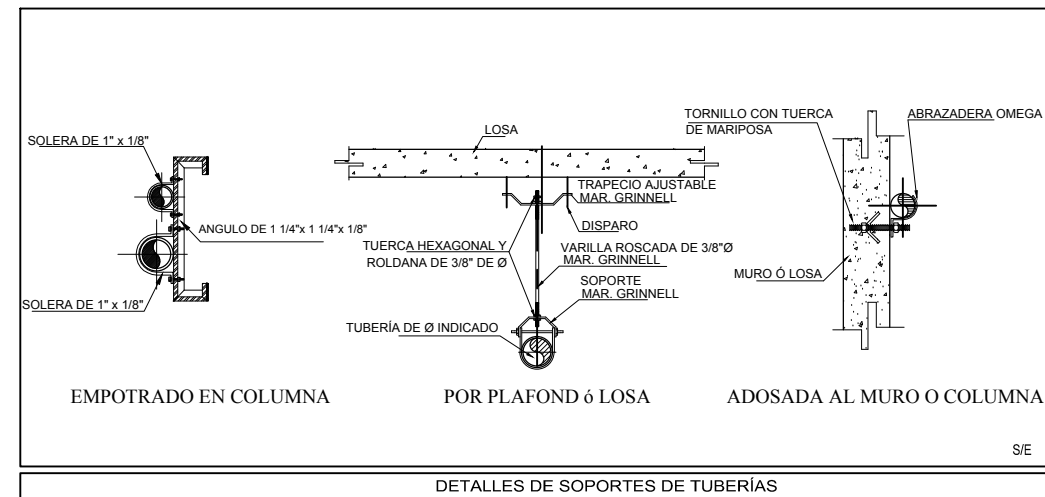 SOLERA DE 1" x 1/8"
ANGULO DE 1 1/4"x 1 1/4"x 1/8"
SOLERA DE 1" x 1/8"
EMPOTRADO EN COLUMNA
LOSA
TRAPECIO AJUSTABLE
MAR. GRINNELL
DISPARO
TUERCA HEXAGONAL Y
ROLDANA DE 3/8" DE Ø
VARILLA ROSCADA DE 3/8"Ø
MAR. GRINNELL
SOPORTE
MAR. GRINNELL
TUBERÍA DE Ø INDICADO
POR PLAFOND ó LOSA
TORNILLO CON TUERCA
DE MARIPOSA
ABRAZADERA OMEGA
MURO Ó LOSA
ADOSADA AL MURO O COLUMNA
S/E
DETALLES DE SOPORTES DE TUBERÍAS